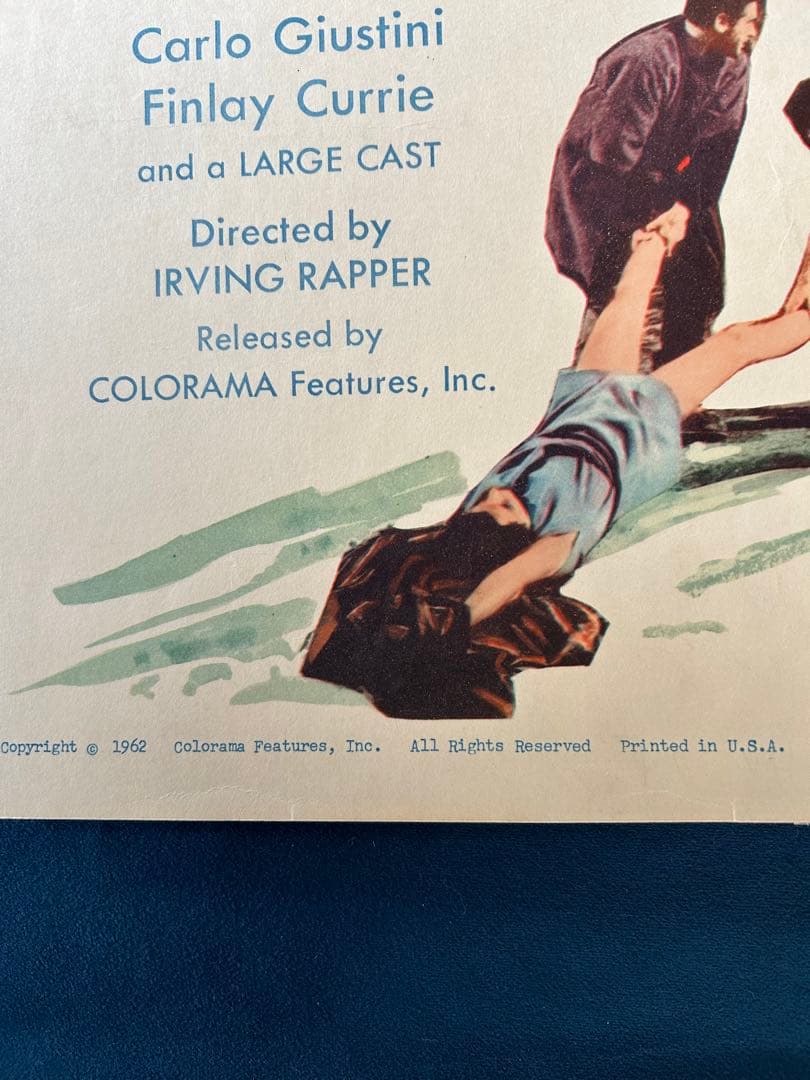 Carlo Giustini
Finlay Currie
and a LARGE CAST
Directed by
IRVING RAPPER
Released by
COLORAMA Features, Inc.
Copyright © 1962 Colorama Features, Inc. All Rights Reserved Printed in U.S.A.